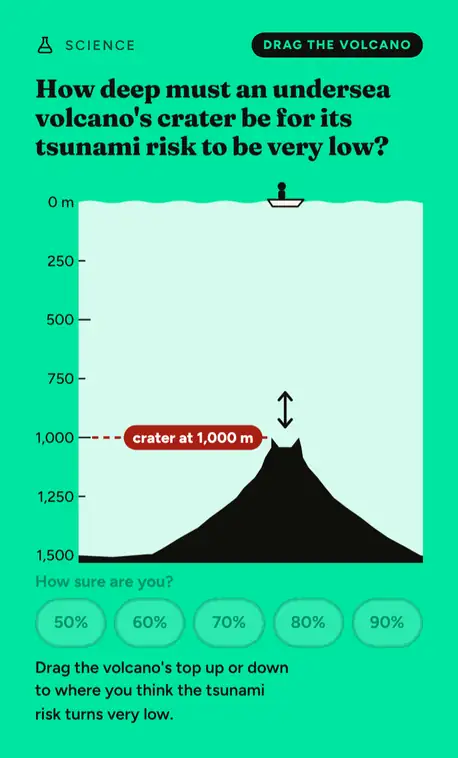 SCIENCE
DRAG THE VOLCANO
How deep must an undersea
volcano's crater be for its
tsunami risk to be very low?
0 m
250
500
750
1,000
crater at 1,000 m
1,250
1,500
How sure are you?
50%
60%
70%
80%
90%
Drag the volcano's top up or down
to where you think the tsunami
risk turns very low.